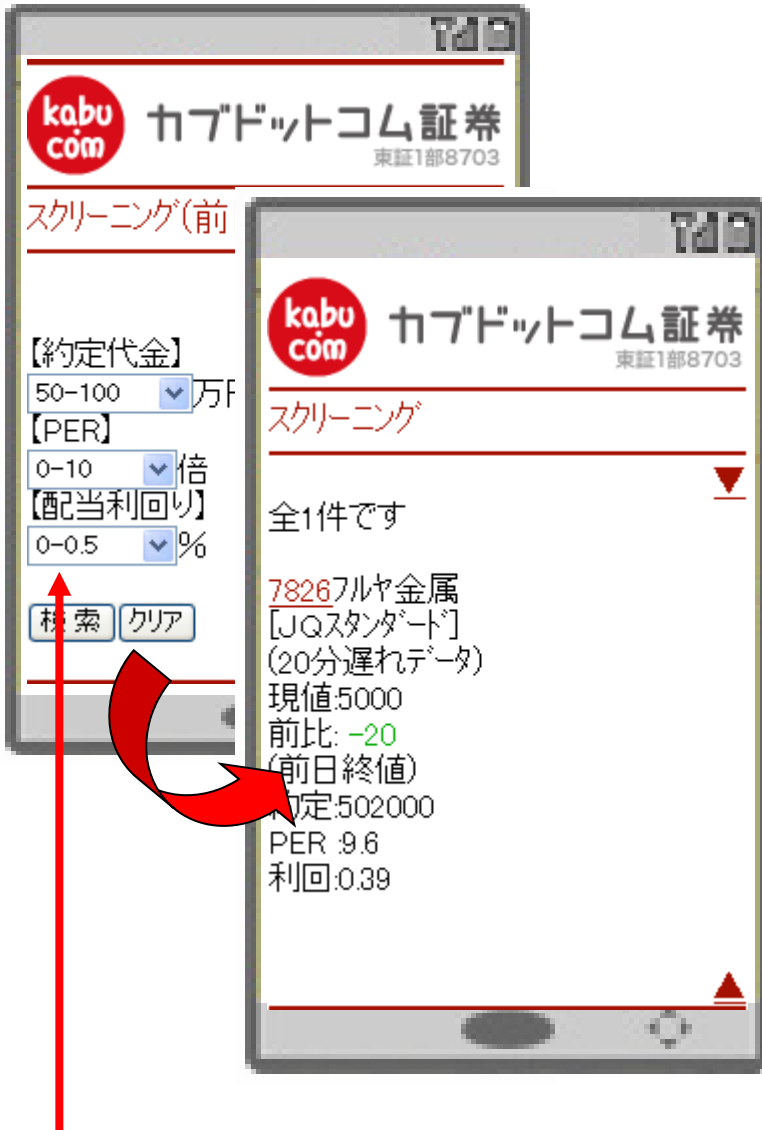 kabu
com
カブドットコム証券
東証1部8703
スクリーニング(前
【約定代金】
50-100 万円
【PER】
0-10 倍
【配当利回り】
0-0.5 %
検索 クリア
kabu
com
カブドットコム証券
東証1部8703
スクリーニング
▼
全1件です
7826フルヤ金属
[JQスタンダード]
(20分遅れデータ)
現値:5000
前比: -20
(前日終値)
約定:502000
PER :9.6
利回:0.39
▲